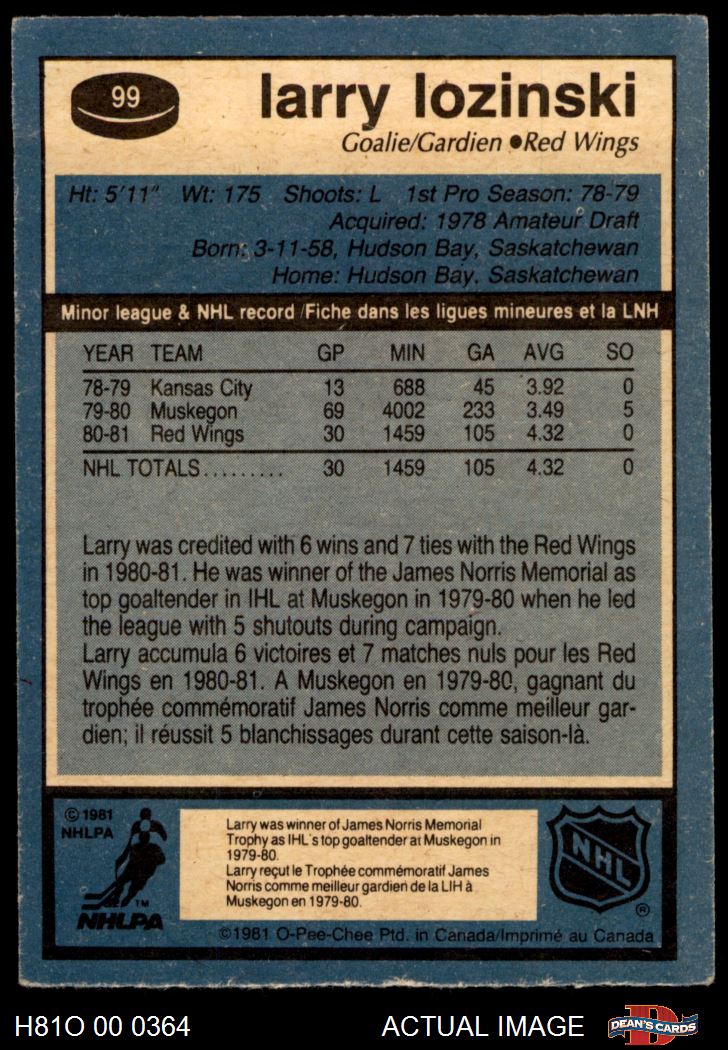 99
larry lozinski
Goalie/Gardien ●Red Wings
Ht: 5'11" Wt: 175 Shoots: L 1st Pro Season: 78-79
Acquired: 1978 Amateur Draft
Born: 3-11-58, Hudson Bay, Saskatchewan
Home: Hudson Bay, Saskatchewan
Minor league & NHL record /Fiche dans les ligues mineures et la LNH
YEAR TEAM GP MIN GA AVG SO
78-79 Kansas City 13 688 45 3.92 0
79-80 Muskegon 69 4002 233 3.49 5
80-81 Red Wings 30 1459 105 4.32 0
NHL TOTALS......... 30 1459 105 4.32 0
Larry was credited with 6 wins and 7 ties with the Red Wings
in 1980-81. He was winner of the James Norris Memorial as
top goaltender in IHL at Muskegon in 1979-80 when he led
the league with 5 shutouts during campaign.
Larry accumula 6 victoires et 7 matches nuls pour les Red
Wings en 1980-81. A Muskegon en 1979-80, gagnant du
trophée commémoratif James Norris comme meilleur gar-
dien; il réussit 5 blanchissages durant cette saison-là.
© 1981
NHLPA
TM
NHLPA
Larry was winner of James Norris Memorial
Trophy as IHL's top goaltender at Muskegon in
1979-80.
Larry reçut le Trophée commémoratif James
Norris comme meilleur gardien de la LIH à
Muskegon en 1979-80.
NHL
®
©1981 O-Pee-Chee Ptd. in Canada/Imprimé au Canada
H81O 00 0364
ACTUAL IMAGE
D
DEAN'S CARDS